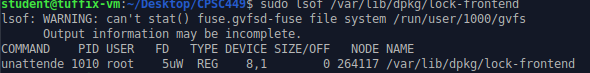 student@tuffix-vm:~/Desktop/CPSC449$ sudo lsof /var/lib/dpkg/lock-frontend
lsof: WARNING: can't stat() fuse.gvfsd-fuse file system /run/user/1000/gvfs
      Output information may be incomplete.
COMMAND    PID USER   FD   TYPE DEVICE SIZE/OFF   NODE NAME
unattende 1010 root    5uW  REG    8,1        0 264117 /var/lib/dpkg/lock-frontend